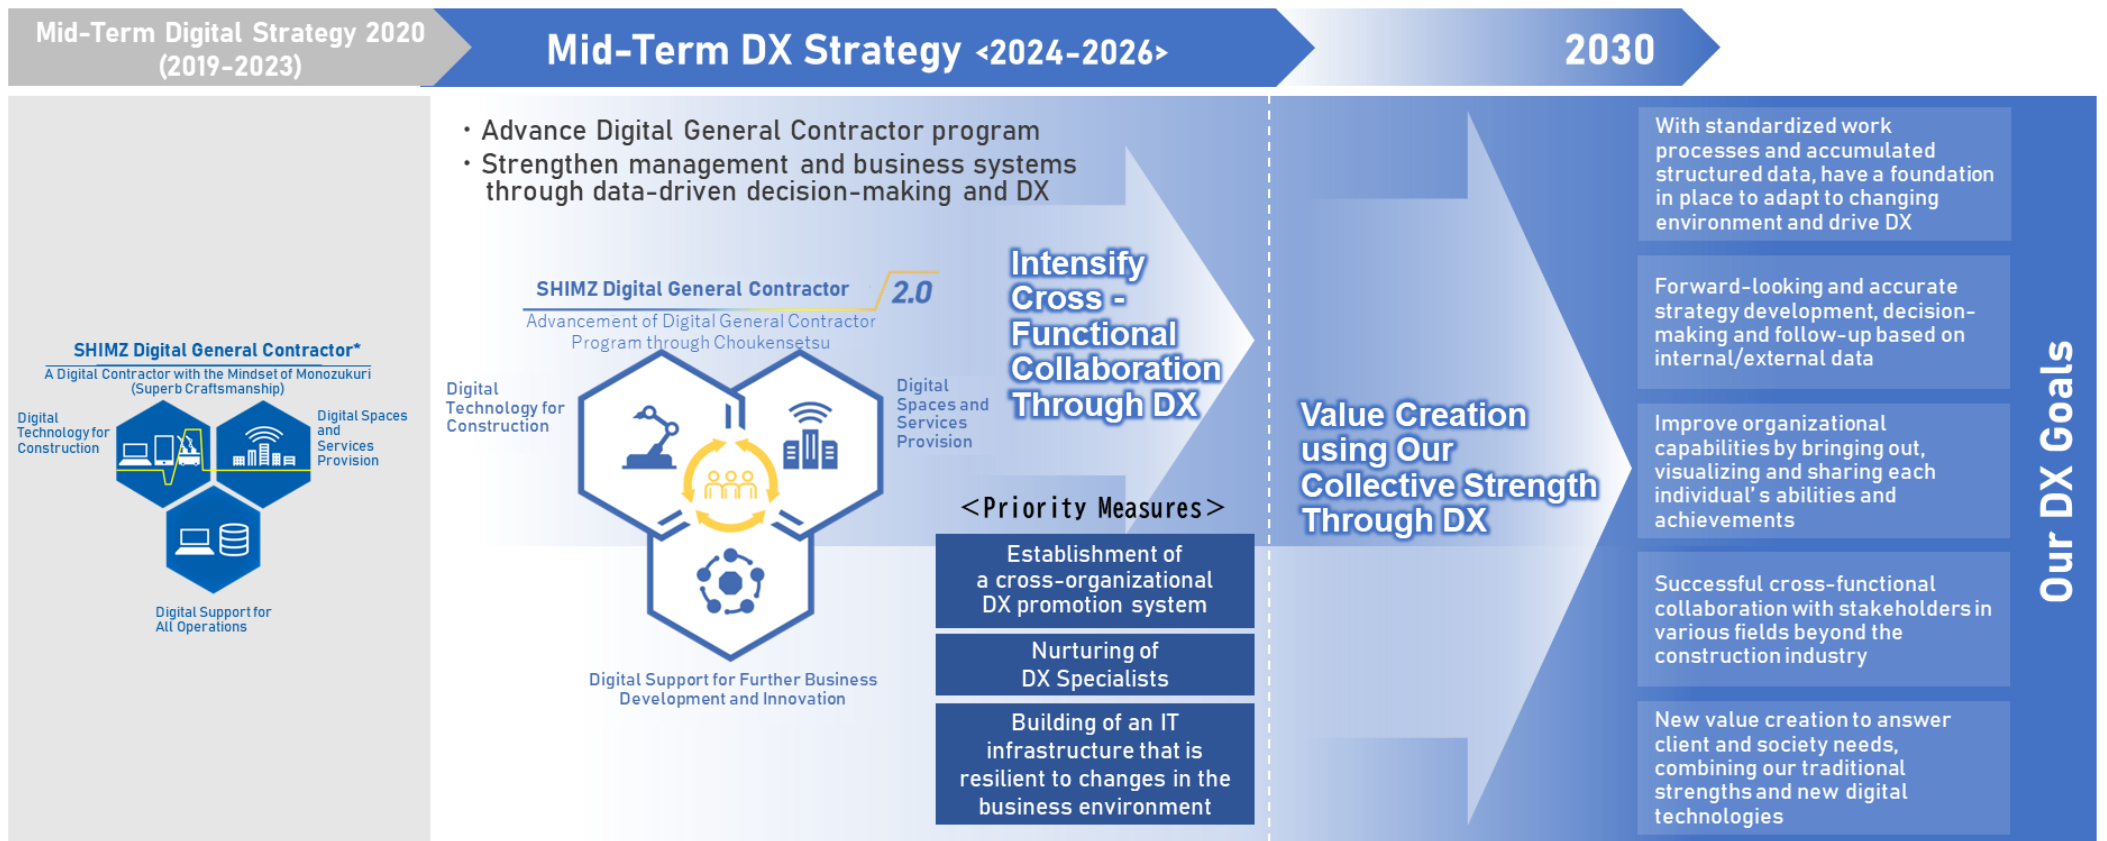 Mid-Term Digital Strategy 2020
(2019-2023)
Mid-Term DX Strategy <2024-2026>
2030
SHIMZ Digital General Contractor*
A Digital Contractor with the Mindset of Monozukuri
(Superb Craftsmanship)
Digital
Technology for
Construction
Digital Spaces
and
Services
Provision
Digital Support for
All Operations
・Advance Digital General Contractor program
・Strengthen management and business systems
through data-driven decision-making and DX
SHIMZ Digital General Contractor 2.0
Advancement of Digital General Contractor
Program through Choukensetsu
Digital
Technology for
Construction
Digital
Spaces and
Services
Provision
Digital Support for Further Business
Development and Innovation
Intensify
Cross -
Functional
Collaboration
Through DX
<Priority Measures>
Establishment of
a cross-organizational
DX promotion system
Nurturing of
DX Specialists
Building of an IT
infrastructure that is
resilient to changes in the
business environment
Value Creation
using Our
Collective Strength
Through DX
With standardized work
processes and accumulated
structured data, have a foundation
in place to adapt to changing
environment and drive DX
Forward-looking and accurate
strategy development, decision-
making and follow-up based on
internal/external data
Improve organizational
capabilities by bringing out,
visualizing and sharing each
individual's abilities and
achievements
Successful cross-functional
collaboration with stakeholders in
various fields beyond the
construction industry
New value creation to answer
client and society needs,
combining our traditional
strengths and new digital
technologies
Our DX Goals